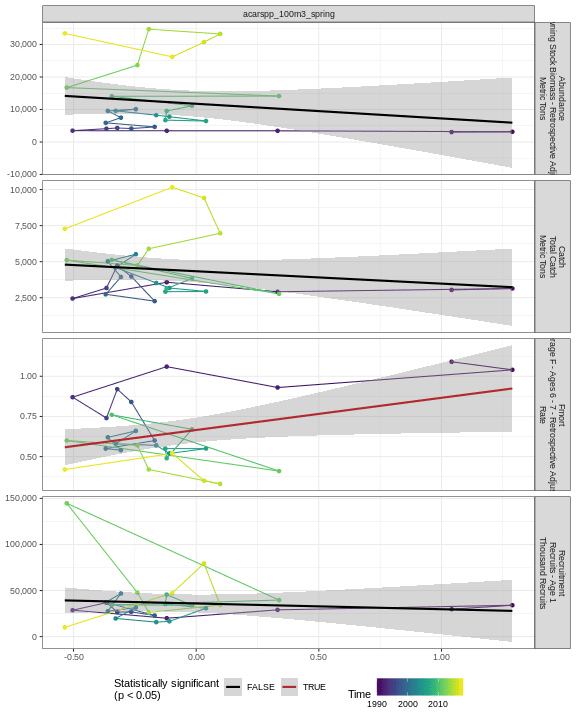 acarspp_100m3_spring
30,000
20,000
10,000
0
-10,000
Abundance
ning Stock Biomass - Retrospective Adj
Metric Tons
10,000
7,500
5,000
2,500
Catch
Total Catch
Metric Tons
1.00
0.75
0.50
Fmort
rage F - Ages 6 - 7 - Retrospective Adjus
Rate
150,000
100,000
50,000
0
Recruitment
Recruits - Age 1
Thousand Recruits
-0.50 0.00 0.50 1.00
Statistically significant
(p < 0.05)
FALSE TRUE
Time
1990 2000 2010